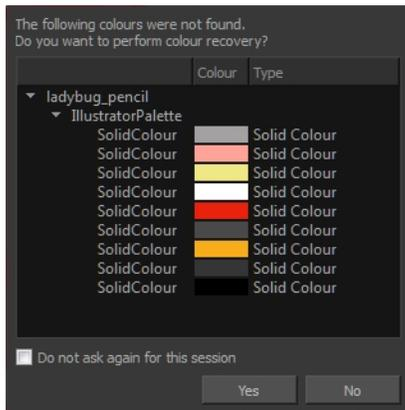 The following colours were not found.
Do you want to perform colour recovery?
Colour Type
ladybug_pencil
IllustratorPalette
SolidColour Solid Colour
SolidColour Solid Colour
SolidColour Solid Colour
SolidColour Solid Colour
SolidColour Solid Colour
SolidColour Solid Colour
SolidColour Solid Colour
SolidColour Solid Colour
SolidColour Solid Colour
Do not ask again for this session
Yes No